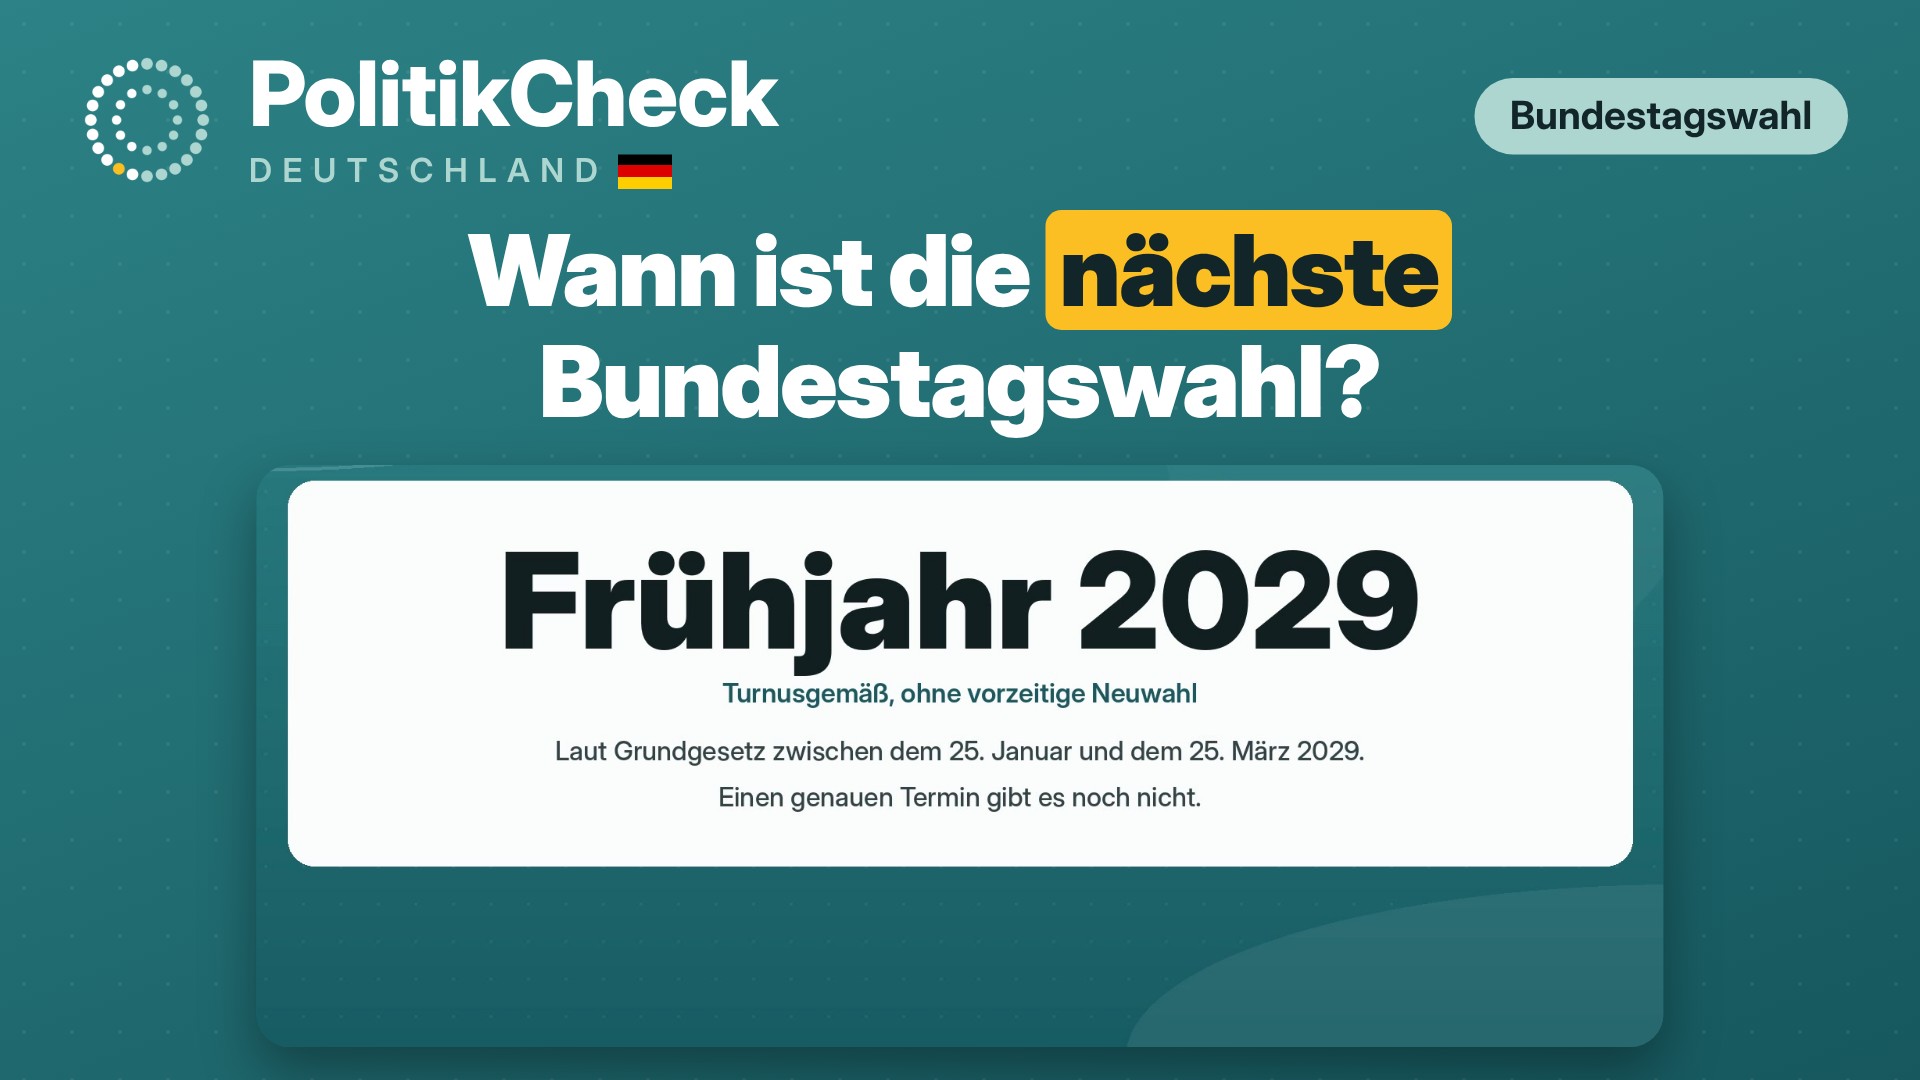 PolitikCheck
DEUTSCHLAND
Bundestagswahl
Wann ist die nächste
Bundestagswahl?
Frühjahr 2029
Turnusgemäß, ohne vorzeitige Neuwahl
Laut Grundgesetz zwischen dem 25. Januar und dem 25. März 2029.
Einen genauen Termin gibt es noch nicht.